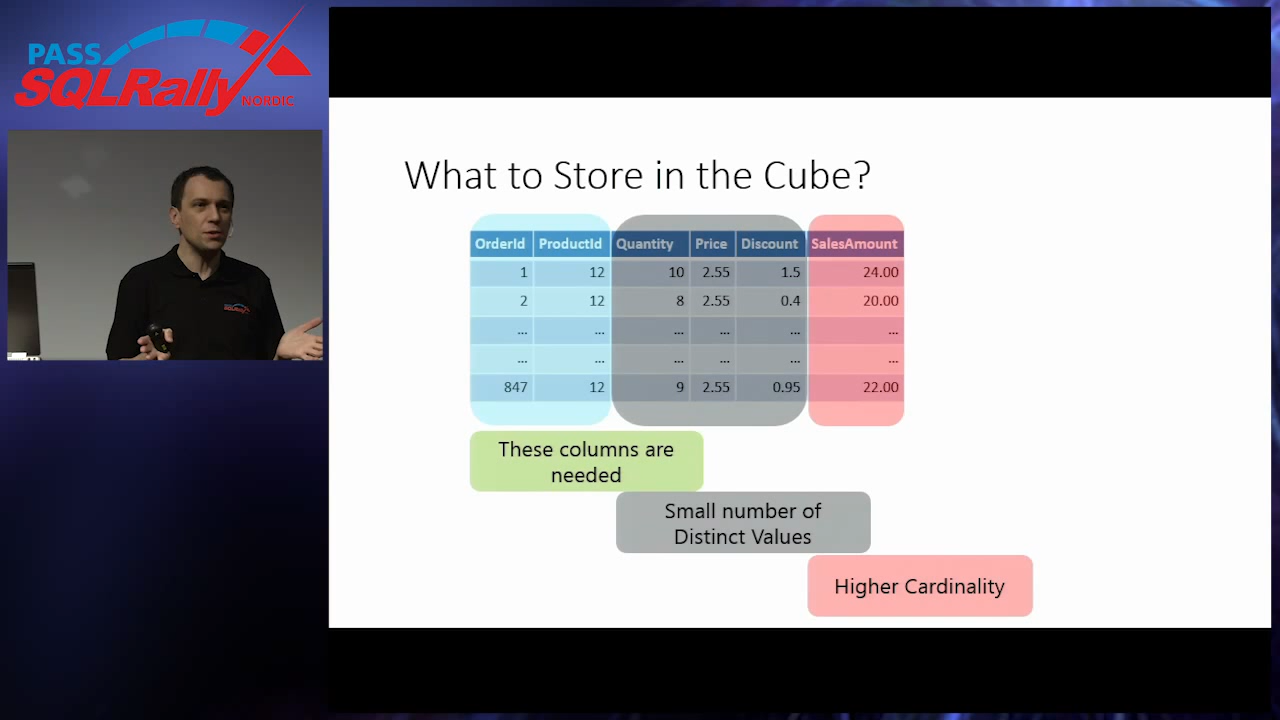 PASS
SQLRally
NORDIC
What to Store in the Cube?
OrderId ProductId Quantity Price Discount SalesAmount
1 12 10 2.55 1.5 24.00
2 12 8 2.55 0.4 20.00
... ... ... ... ... ...
... ... ... ... ... ...
847 12 9 2.55 0.95 22.00
These columns are
needed
Small number of
Distinct Values
Higher Cardinality
PASS
SQLRally